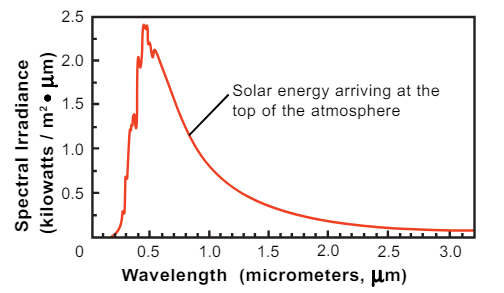 Spectral Irradiance
(kilowatts / m² • μm)
2.5
2.0
1.5
1.0
0.5
Solar energy arriving at the
top of the atmosphere
0 0.5 1.0 1.5 2.0 2.5 3.0
Wavelength (micrometers, μm)